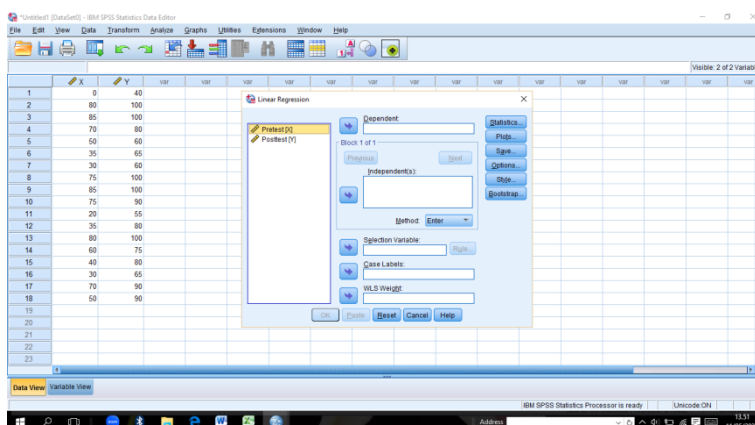 *Untitled1 [DataSet0] - IBM SPSS Statistics Data Editor
File Edit View Data Transform Analyze Graphs Utilities Extensions Window Help
Visible: 2 of 2 Variabl
X Y var var var var var var var var var var var var var var
1 0 40
2 80 100
3 85 100
4 70 80
5 50 60
6 35 65
7 30 60
8 75 100
9 85 100
10 75 90
11 20 55
12 35 80
13 80 100
14 60 75
15 40 80
16 30 65
17 70 90
18 50 90
19
20
21
22
23
Linear Regression
Pretest [X]
Posttest [Y]
Dependent:
Block 1 of 1
Previous Next
Independent(s):
Method: Enter
Selection Variable:
Rule...
Case Labels:
WLS Weight:
Statistics...
Plots...
Save...
Options...
Style...
Bootstrap...
OK Paste Reset Cancel Help
Data View Variable View
IBM SPSS Statistics Processor is ready Unicode:ON
Address
13.51